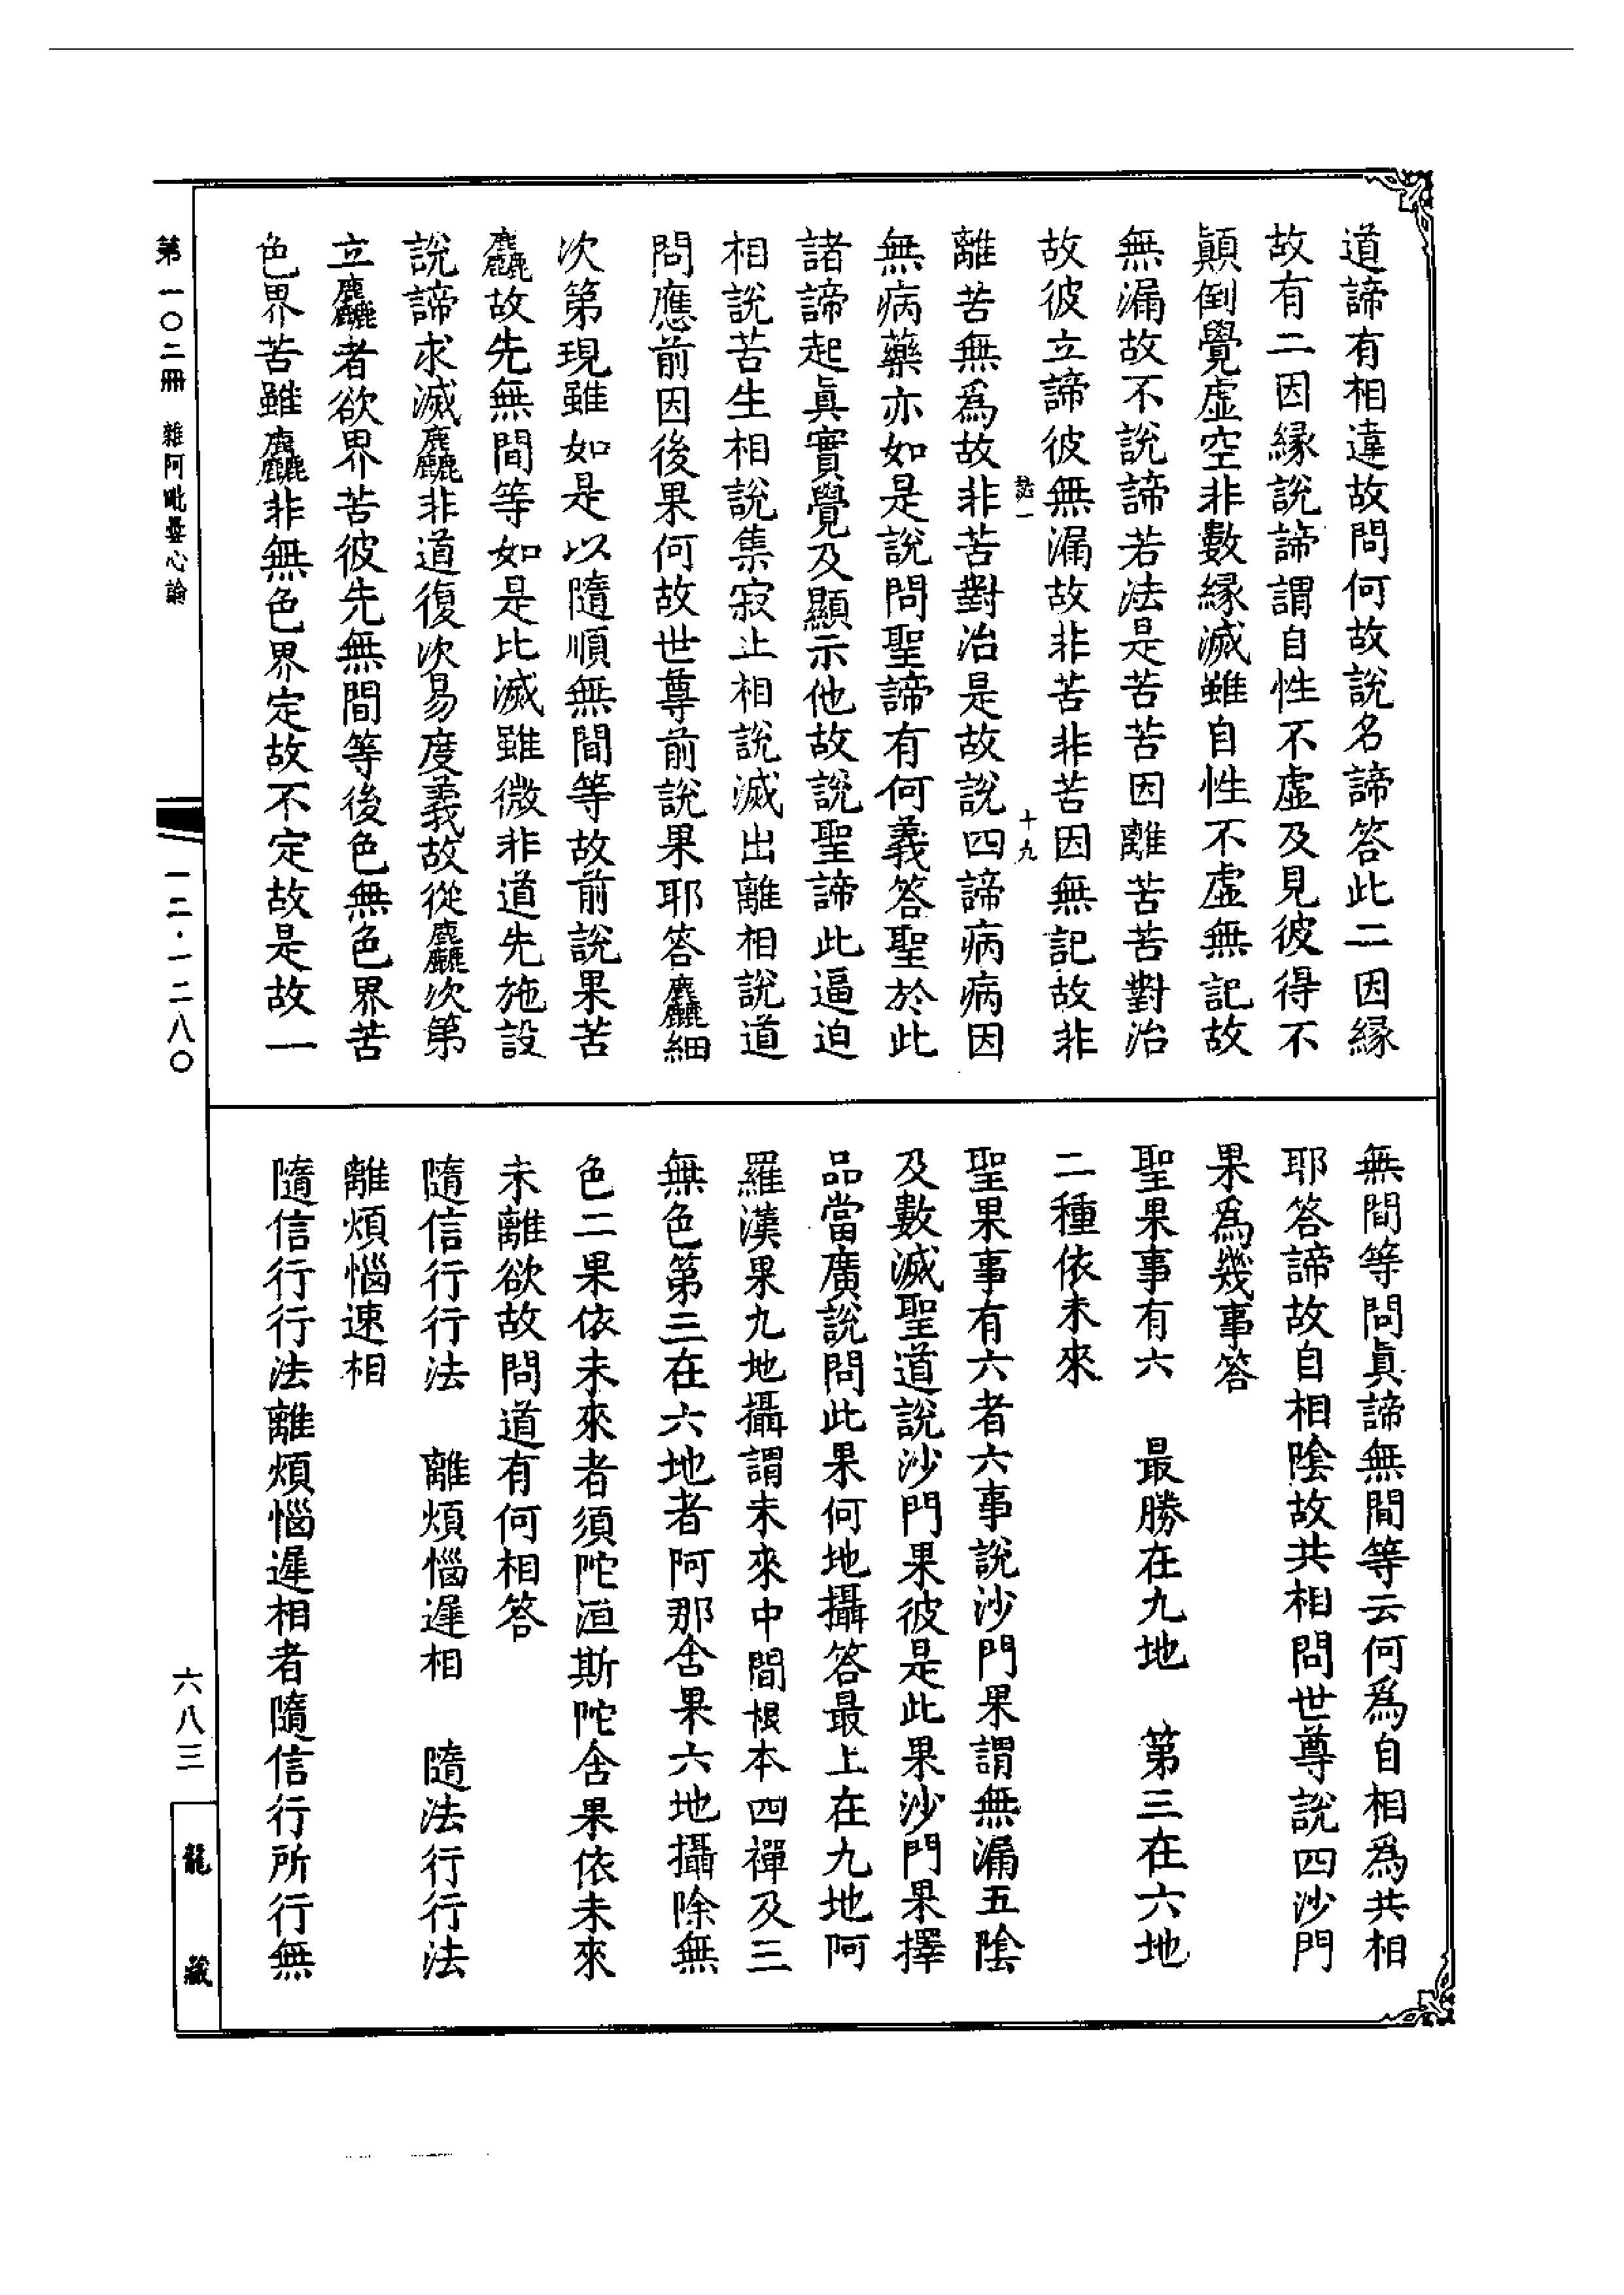 道諦有相違故問何故說名諦答此二因緣
故有二因緣說諦謂自性不虛及見彼得不
顚倒覺虛空非數緣滅雖自性不虛無記故
無漏故不說諦若法是苦苦因離苦苦對治
故彼立諦彼無漏故非苦非苦因無記故非
十九
離苦無爲故非苦對治是故說四諦病病因
無病藥亦如是說問聖諦有何義答聖於此
諸諦起眞實覺及顯示他故說聖諦此逼迫
相說苦生相說集寂止相說滅出離相說道
問應前因後果何故世尊前說果耶答麤細
次第現雖如是以隨順無間等故前說果苦
麤故先無間等如是比滅雖微非道先施設
說諦求滅麤非道復次易度義故從麤次第
立麤者欲界苦彼先無間等後色無色界苦
色界苦雖麤非無色界定故不定故是故一
無間等問眞諦無間等云何爲自相爲共相
耶答諦故自相陰故共相問世尊說四沙門
果爲幾事答
聖果事有六　最勝在九地　第三在六地
二種依未來
聖果事有六者六事說沙門果謂無漏五陰
及數滅聖道說沙門果彼是此果沙門果擇
品當廣說問此果何地攝答最上在九地阿
羅漢果九地攝謂未來中間根本四禪及三
無色第三在六地者阿那含果六地攝除無
色二果依未來者須陀洹斯陀含果依未來
未離欲故問道有何相答
隨信行行法　離煩惱遲相　隨法行行法
離煩惱速相
隨信行行法離煩惱遲相者隨信行所行無
第一〇二冊　雜阿毗曇心論
一二·一二八〇
六八三
龍藏